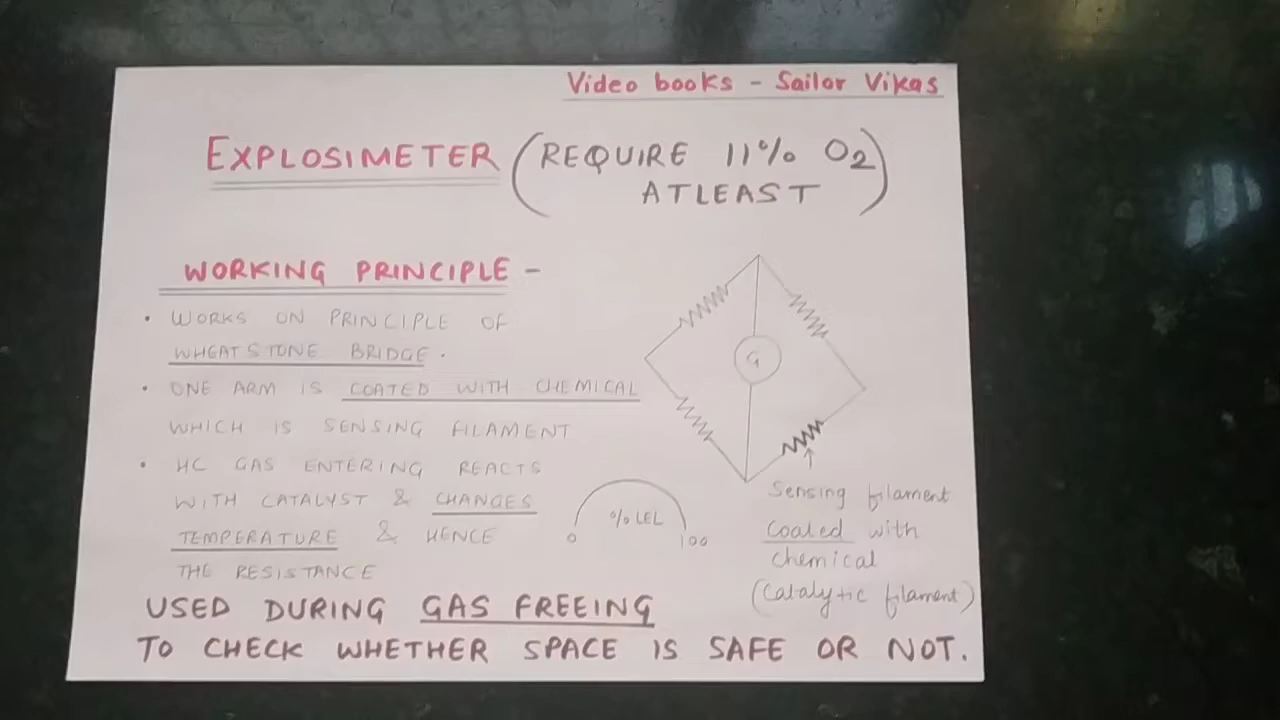 Video books - Sailor Vikas
EXPLOSIMETER (REQUIRE 11% O2
ATLEAST)
WORKING PRINCIPLE -
• WORKS ON PRINCIPLE OF
WHEATSTONE BRIDGE.
• ONE ARM IS COATED WITH CHEMICAL
WHICH IS SENSING FILAMENT
• HC GAS ENTERING REACTS
WITH CATALYST & CHANGES
TEMPERATURE & HENCE
THE RESISTANCE
G
% LEL
0 100
Sensing filament
Coated with
chemical
(Catalytic filament)
USED DURING GAS FREEING
TO CHECK WHETHER SPACE IS SAFE OR NOT.